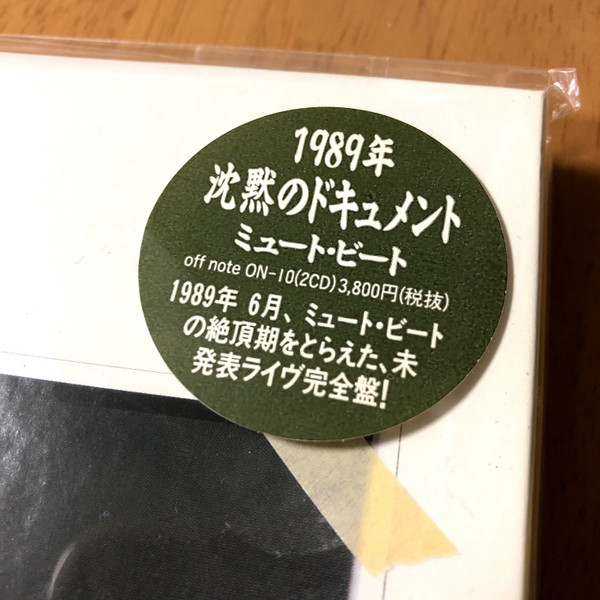 1989年
沈黙のドキュメント
ミュート・ビート
off note ON-10(2CD)3,800円(税抜)
1989年 6月、ミュート・ビート
の絶頂期をとらえた、未
発表ライヴ完全盤!